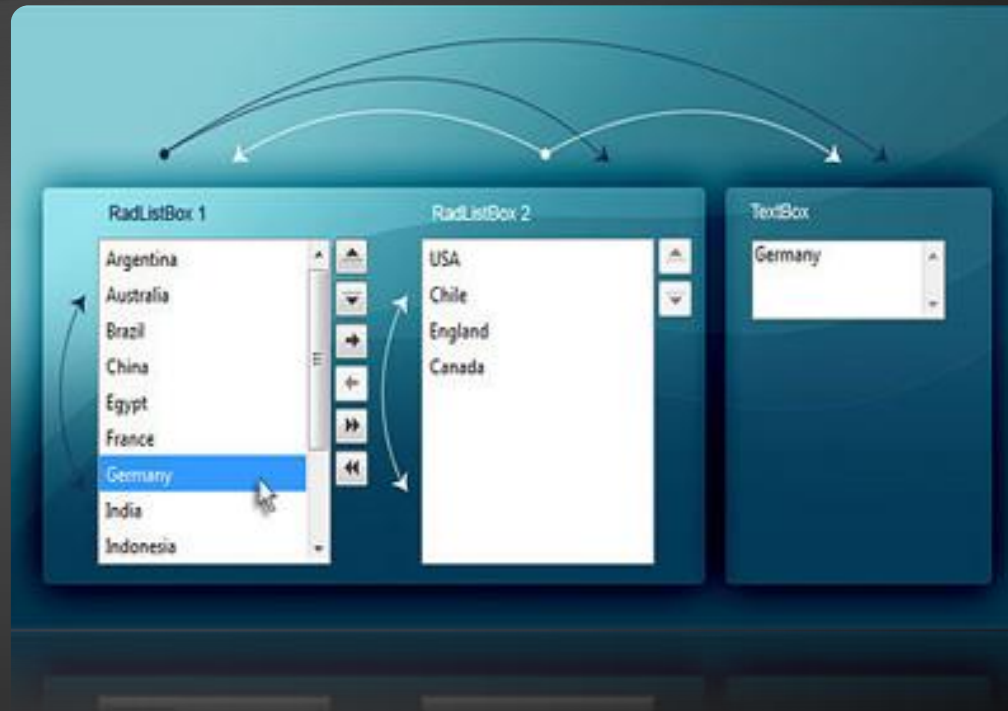 RadListBox 1
Argentina
Australia
Brazil
China
Egypt
France
Germany
India
Indonesia
RadListBox 2
USA
Chile
England
Canada
TextBox
Germany